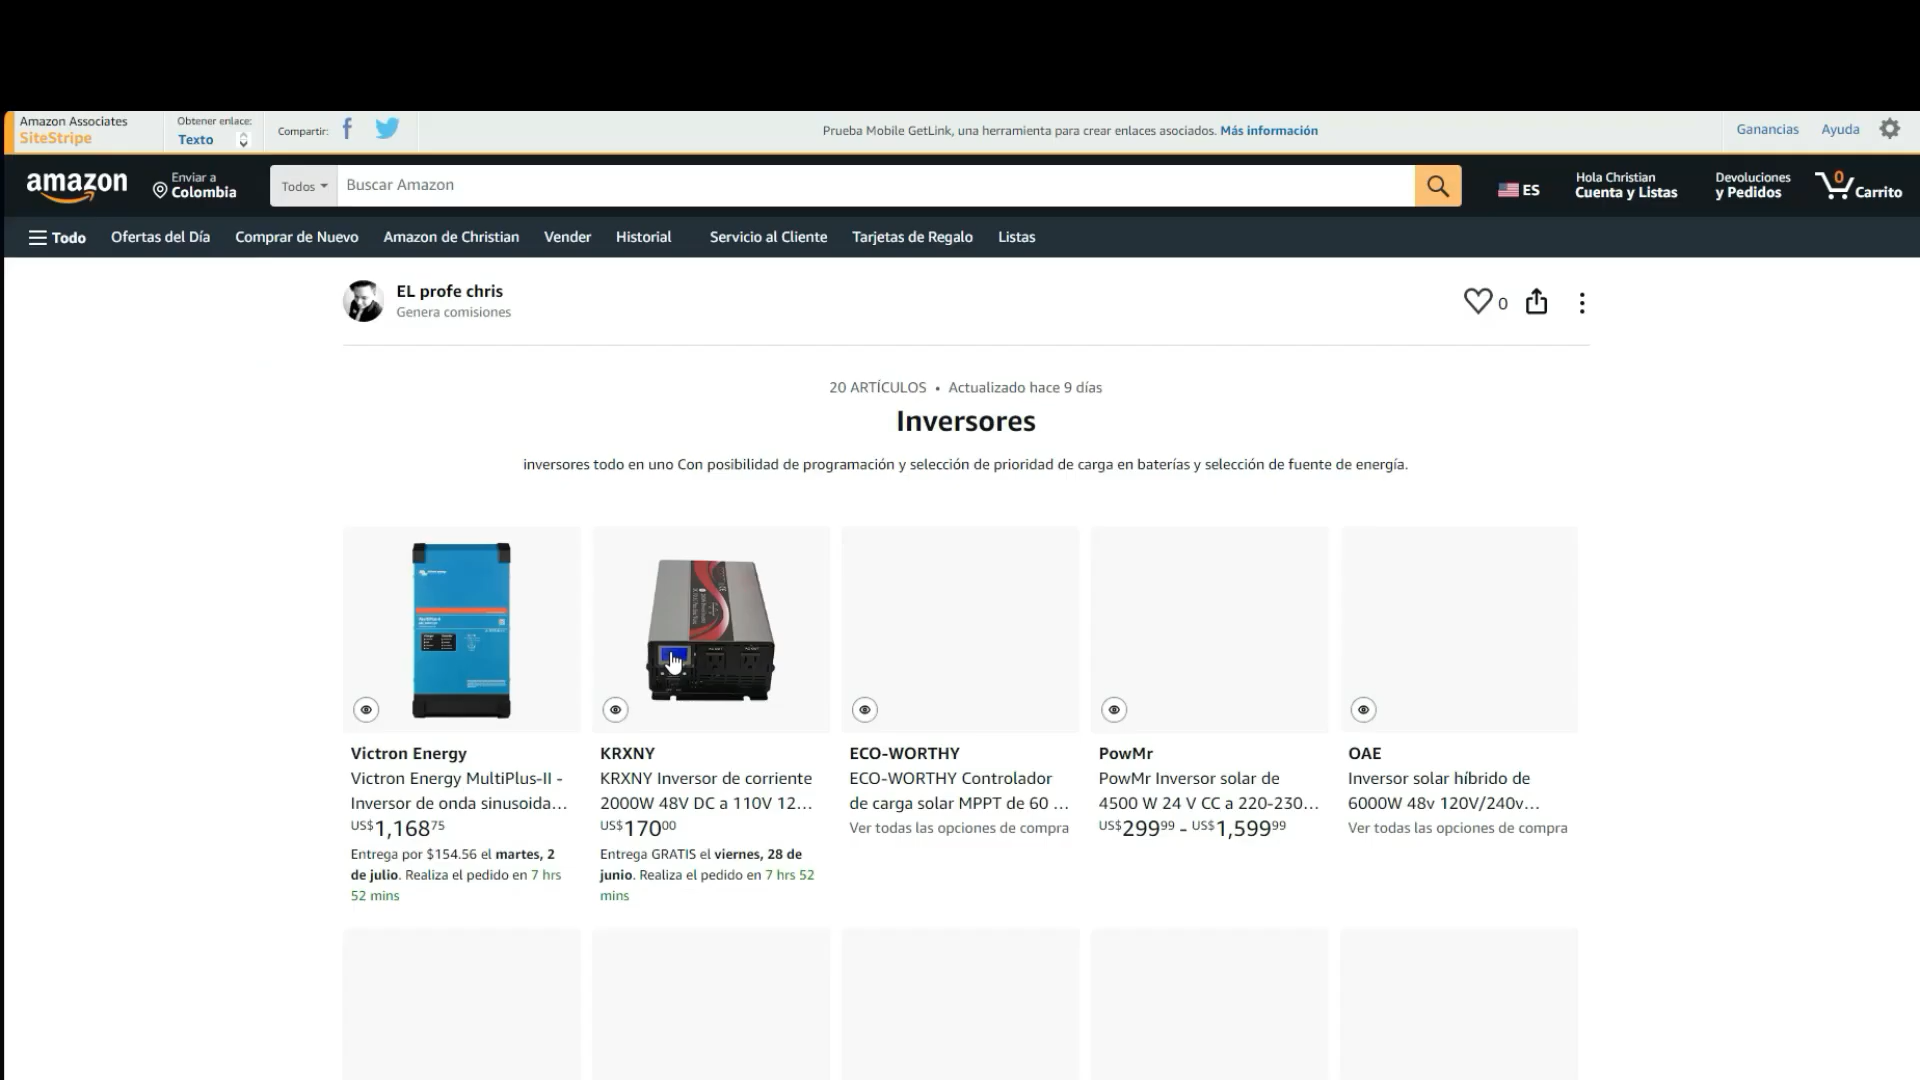 Amazon Associates
SiteStripe
Obtener enlace:
Texto
Compartir:
Prueba Mobile GetLink, una herramienta para crear enlaces asociados. Más información
Ganancias
Ayuda
amazon
Enviar a
Colombia
Todos
Buscar Amazon
ES
Hola Christian
Cuenta y Listas
Devoluciones
y Pedidos
0
Carrito
Todo
Ofertas del Día
Comprar de Nuevo
Amazon de Christian
Vender
Historial
Servicio al Cliente
Tarjetas de Regalo
Listas
EL profe chris
Genera comisiones
0
20 ARTÍCULOS • Actualizado hace 9 días
Inversores
inversores todo en uno Con posibilidad de programación y selección de prioridad de carga en baterías y selección de fuente de energía.
Victron Energy
Victron Energy MultiPlus-II -
Inversor de onda sinusoida...
US$1,16875
Entrega por $154.56 el martes, 2
de julio. Realiza el pedido en 7 hrs
52 mins
KRXNY
KRXNY Inversor de corriente
2000W 48V DC a 110V 12...
US$17000
Entrega GRATIS el viernes, 28 de
junio. Realiza el pedido en 7 hrs 52
mins
ECO-WORTHY
ECO-WORTHY Controlador
de carga solar MPPT de 60 ...
Ver todas las opciones de compra
PowMr
PowMr Inversor solar de
4500 W 24 V CC a 220-230...
US$29999 - US$1,59999
OAE
Inversor solar híbrido de
6000W 48v 120V/240v...
Ver todas las opciones de compra